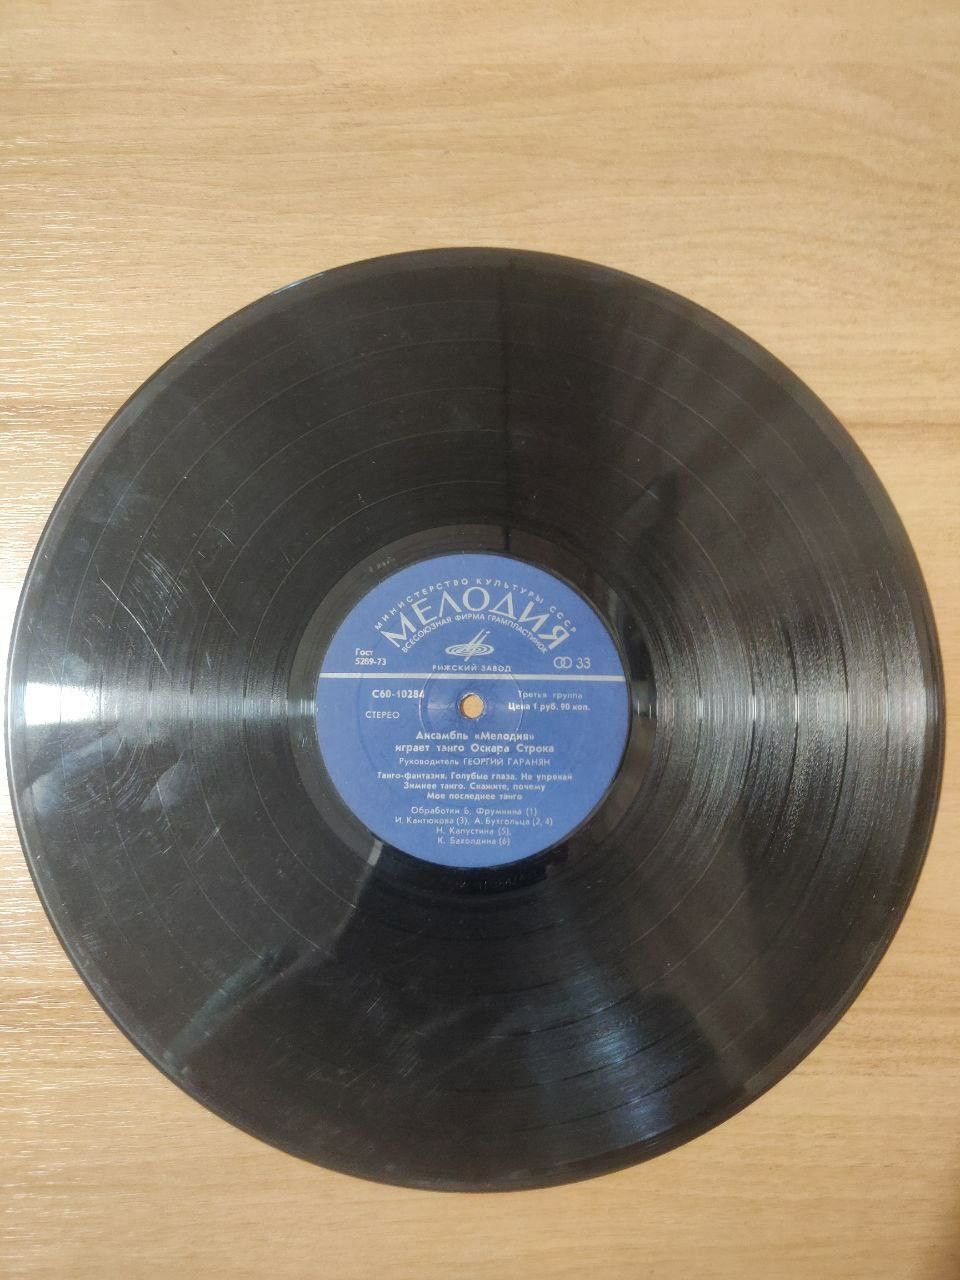 МИНИСТЕРСТВО КУЛЬТУРЫ СССР
МЕЛОДИЯ
ВСЕСОЮЗНАЯ ФИРМА ГРАМПЛАСТИНОК
Гост
5289-73
РИЖСКИЙ ЗАВОД
33
С60-10284
Третья группа
СТЕРЕО
Цена 1 руб. 90 коп.
Ансамбль «Мелодия»
играет танго Оскара Строка
Руководитель ГЕОРГИЙ ГАРАНЯН
Танго-фантазия. Голубые глаза. Не упрекай
Зимнее танго. Скажите, почему
Мое последнее танго
Обработки Б. Фрумкина (1)
И. Кантюкова (3), А. Бухгольца (2, 4)
Н. Капустина (5),
К. Бахолдина (6)